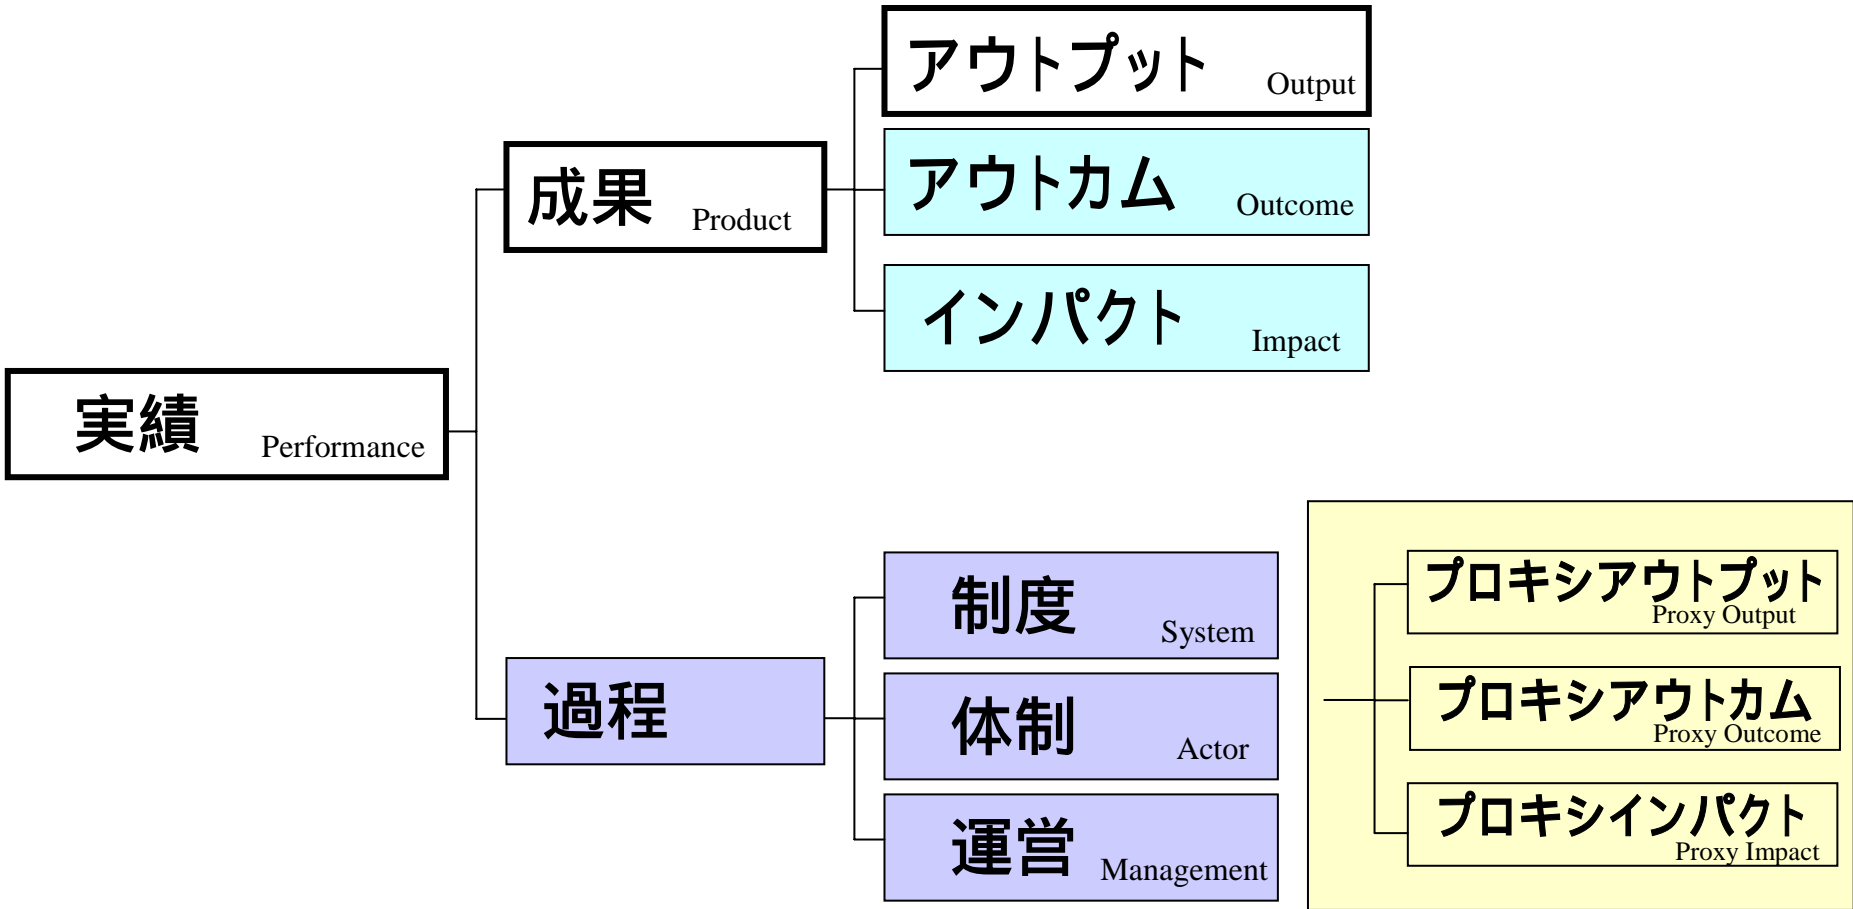 実績 Performance
成果 Product
アウトプット Output
アウトカム Outcome
インパクト Impact
過程
制度 System
体制 Actor
運営 Management
プロキシアウトプット
Proxy Output
プロキシアウトカム
Proxy Outcome
プロキシインパクト
Proxy Impact